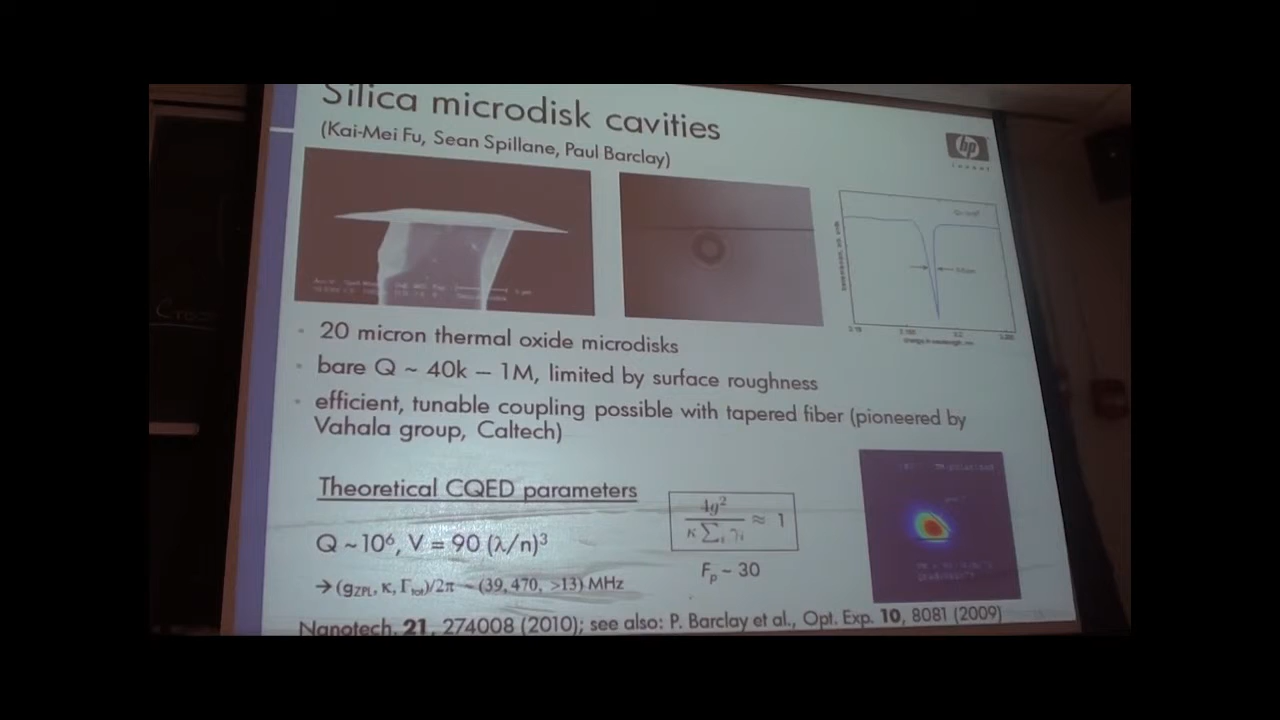 Silica microdisk cavities
(Kai-Mei Fu, Sean Spillane, Paul Barclay)
hp
invent
• 20 micron thermal oxide microdisks
• bare Q ~ 40k – 1M, limited by surface roughness
• efficient, tunable coupling possible with tapered fiber (pioneered by
Vahala group, Caltech)
Theoretical CQED parameters
4g² / κ Σᵢ γᵢ ≈ 1
Q ~10⁶, V = 90 (λ/n)³
Fₚ ~ 30
→ (g_ZPL, κ, Γ_tot)/2π ~ (39, 470, >13) MHz
Nanotech. 21, 274008 (2010); see also: P. Barclay et al., Opt. Exp. 10, 8081 (2009)